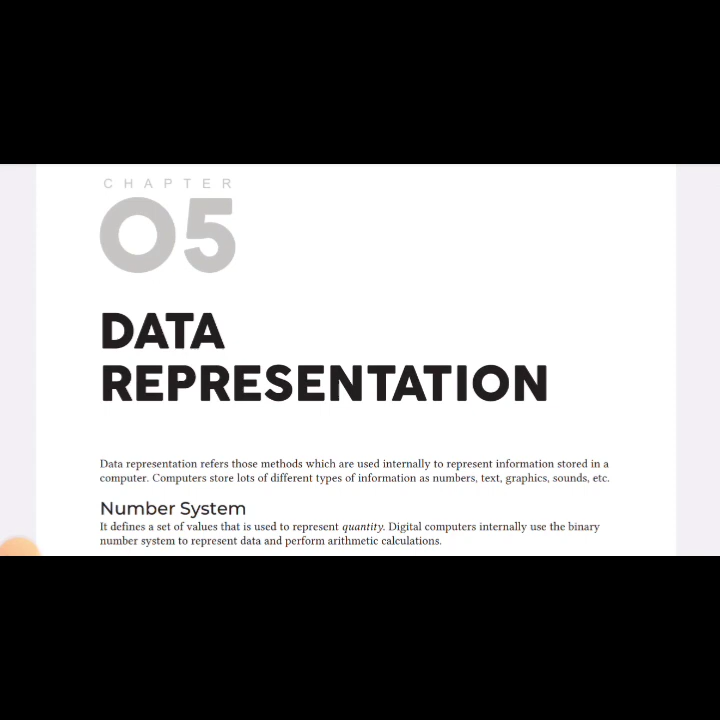 CHAPTER
05
DATA
REPRESENTATION
Data representation refers those methods which are used internally to represent information stored in a
computer. Computers store lots of different types of information as numbers, text, graphics, sounds, etc.
Number System
It defines a set of values that is used to represent quantity. Digital computers internally use the binary
number system to represent data and perform arithmetic calculations.